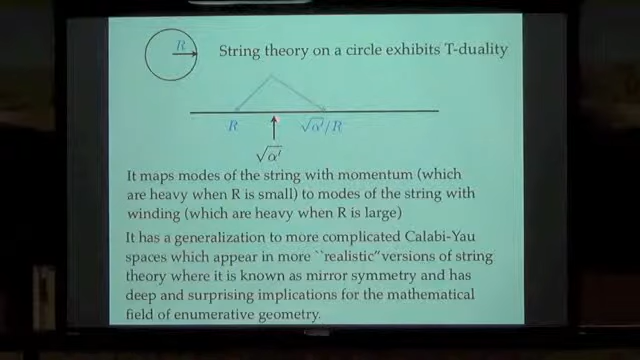 R
String theory on a circle exhibits T-duality
R
√α'/R
√α'
It maps modes of the string with momentum (which
are heavy when R is small) to modes of the string with
winding (which are heavy when R is large)
It has a generalization to more complicated Calabi-Yau
spaces which appear in more ``realistic“versions of string
theory where it is known as mirror symmetry and has
deep and surprising implications for the mathematical
field of enumerative geometry.